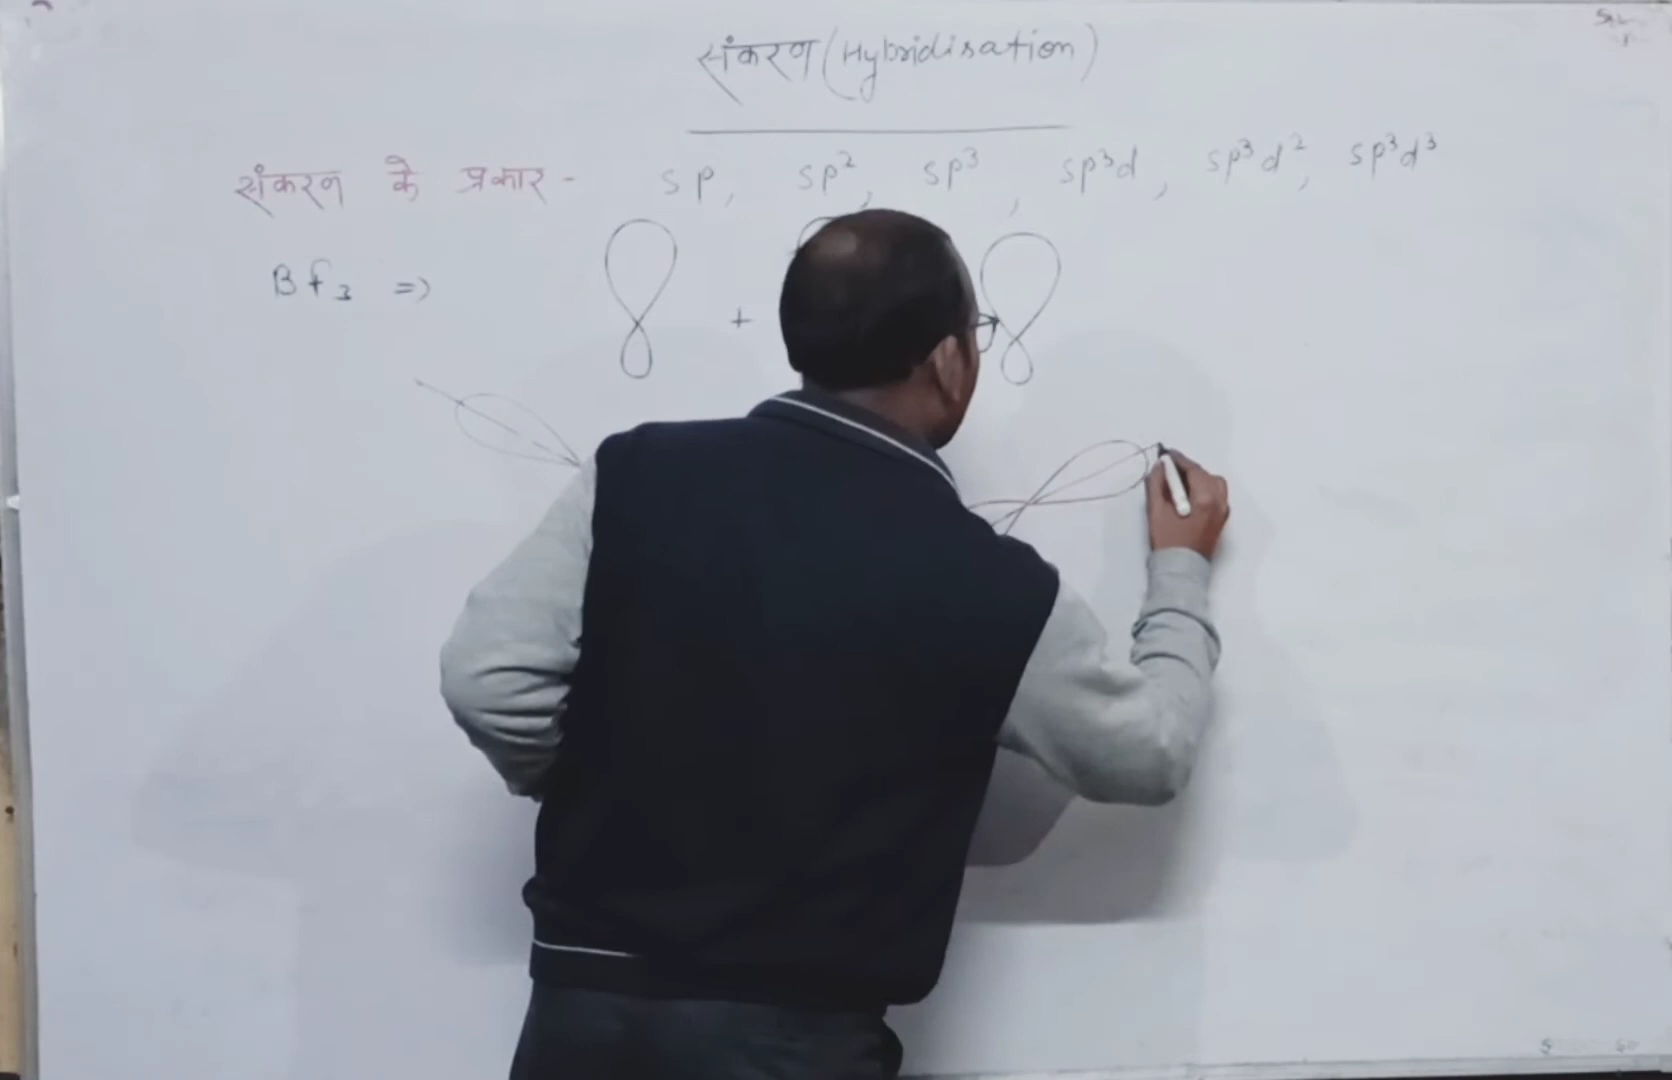 संकरण (Hybridisation)
संकरण के प्रकार - sp, sp², sp³, sp³d, sp³d², sp³d³
Bf₃ =>
+